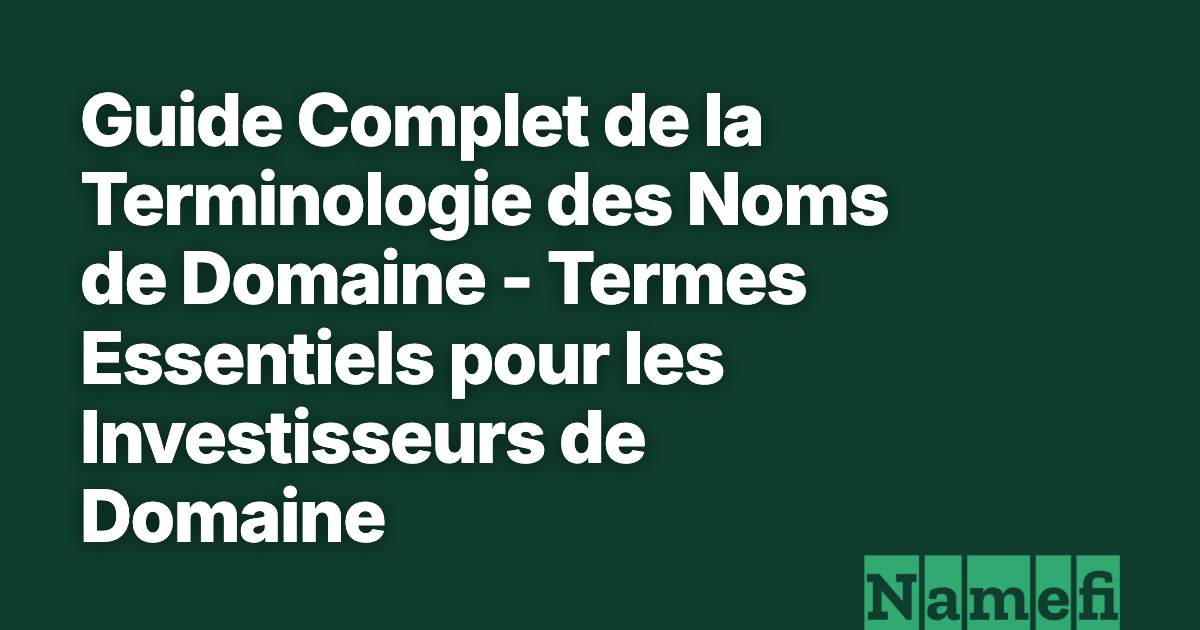 Guide Complet de la
Terminologie des Noms
de Domaine - Termes
Essentiels pour les
Investisseurs de
Domaine
Namefi